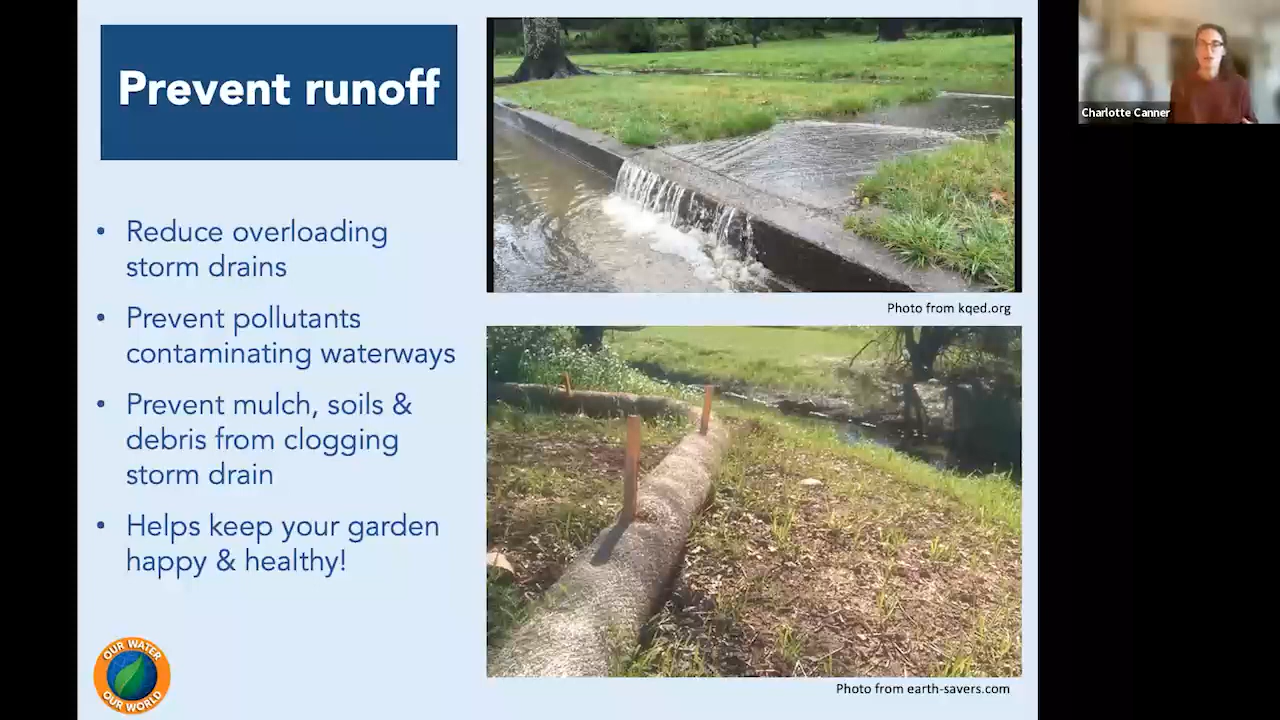 Prevent runoff
• Reduce overloading
storm drains
• Prevent pollutants
contaminating waterways
• Prevent mulch, soils &
debris from clogging
storm drain
• Helps keep your garden
happy & healthy!
OUR WATER
OUR WORLD
Photo from kqed.org
Photo from earth-savers.com
Charlotte Canner